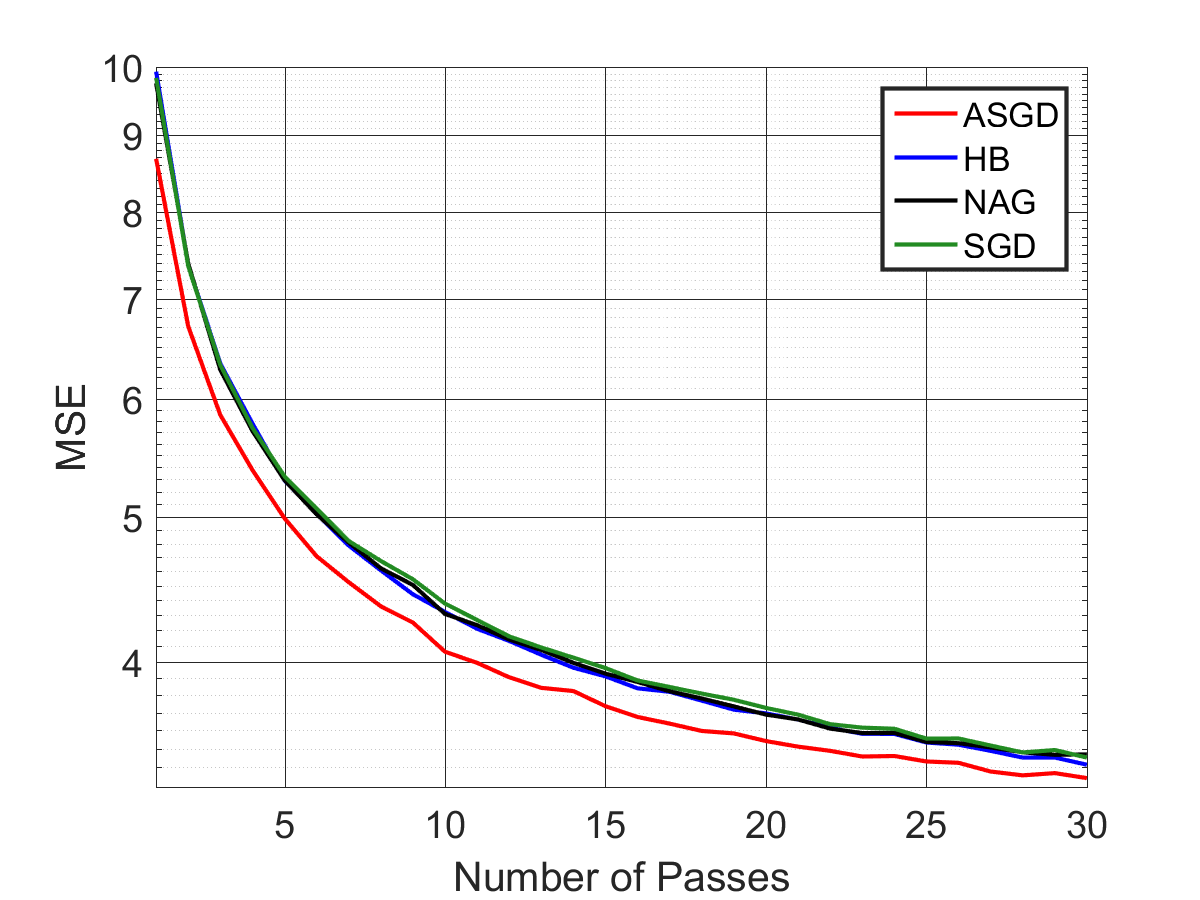 10
9
8
7
6
5
4
MSE
ASGD
HB
NAG
SGD
5 10 15 20 25 30
Number of Passes